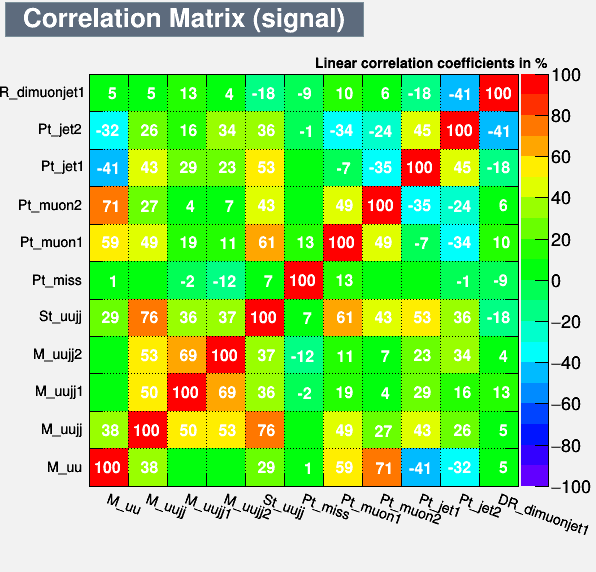 Correlation Matrix (signal)
Linear correlation coefficients in %
R_dimuonjet1 5 5 13 4 -18 -9 10 6 -18 -41 100
Pt_jet2 -32 26 16 34 36 -1 -34 -24 45 100 -41
Pt_jet1 -41 43 29 23 53 -7 -35 100 45 -18
Pt_muon2 71 27 4 7 43 49 100 -35 -24 6
Pt_muon1 59 49 19 11 61 13 100 49 -7 -34 10
Pt_miss 1 -2 -12 7 100 13 -1 -9
St_uujj 29 76 36 37 100 7 61 43 53 36 -18
M_uujj2 53 69 100 37 -12 11 7 23 34 4
M_uujj1 50 100 69 36 -2 19 4 29 16 13
M_uujj 38 100 50 53 76 49 27 43 26 5
M_uu 100 38 29 1 59 71 -41 -32 5
M_uu M_uujj M_uujj1 M_uujj2 St_uujj Pt_miss Pt_muon1 Pt_muon2 Pt_jet1 Pt_jet2 DR_dimuonjet1
100
80
60
40
20
0
−20
−40
−60
−80
−100